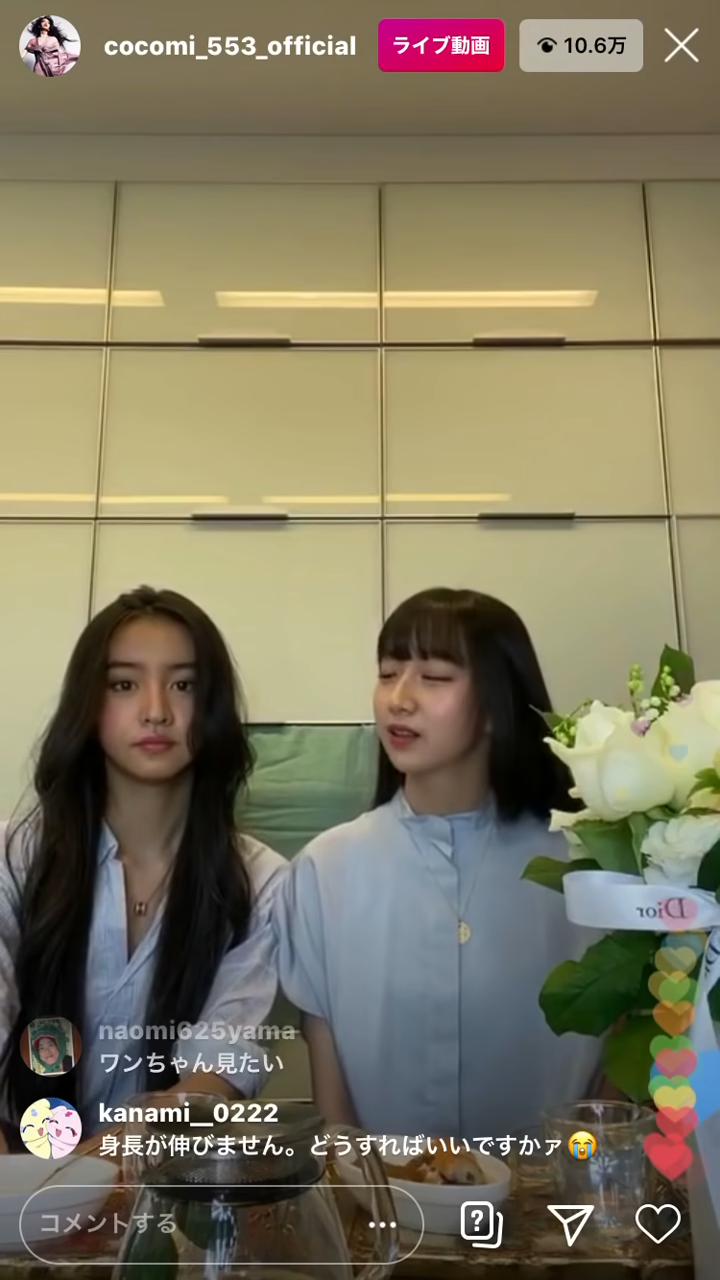 cocomi_553_official
ライブ動画
10.6万
Dior
naomi625yama
ワンちゃん見たい
kanami__0222
身長が伸びません。どうすればいいですかァ😭
コメントする